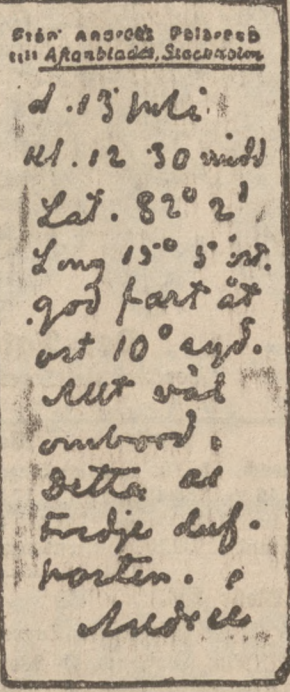 Från Andrées Polarexp.
till Aftonbladet, Stockholm
d. 13 juli
kl. 12 30 midd
Lat. 82° 2'
Long 15° 5' ost.
god fart åt
ost 10° syd.
Allt väl
ombord.
Detta är
tredje duf-
posten.
Andrée